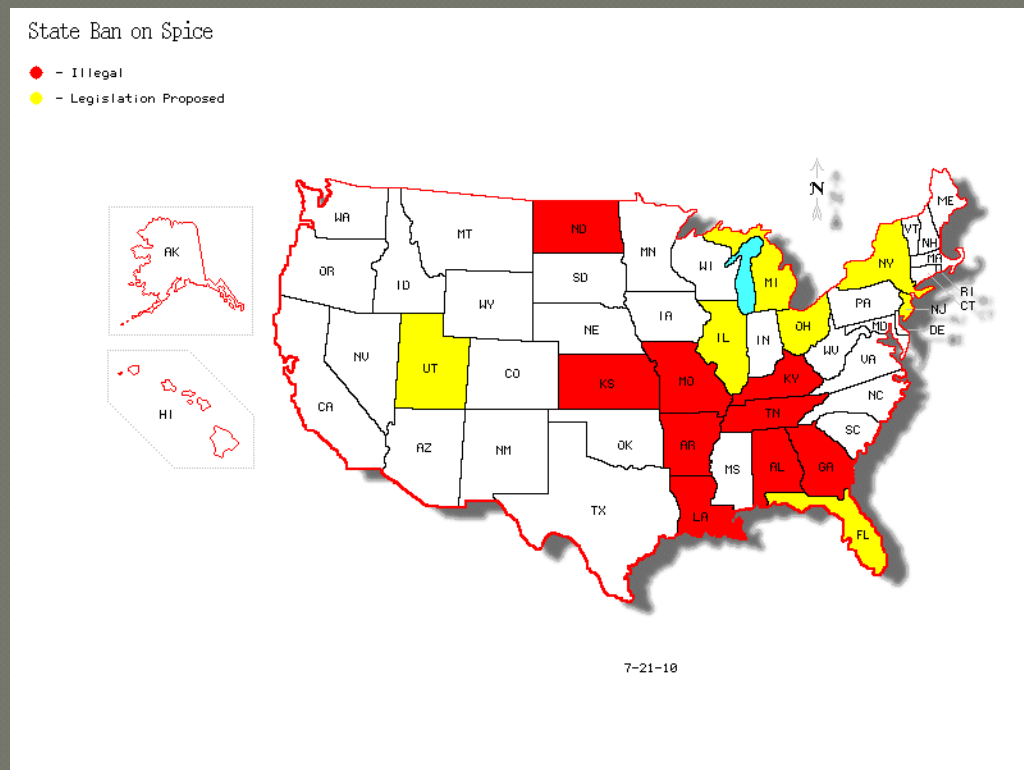 State Ban on Spice
- Illegal
- Legislation Proposed
N
ME
WA
VT
ND
MT
NH
MN
AK
MA
NY
OR
WI
SD
ID
MI
RI
WY
PA
CT
NJ
IA
OH
MD
DE
NE
IL
IN
WV
NV
VA
UT
CO
KS
MO
KY
NC
CA
HI
TN
SC
AZ
NM
OK
AR
MS
AL
GA
TX
LA
FL
7-21-10